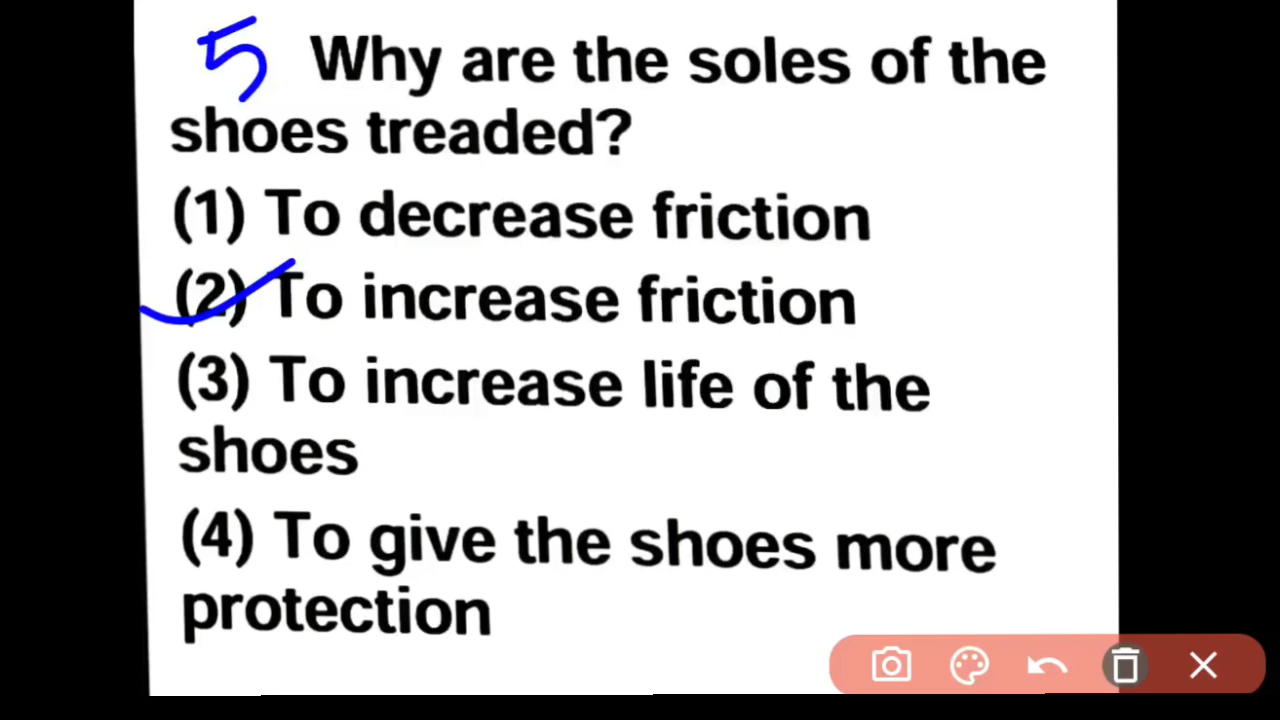 5 Why are the soles of the
shoes treaded?
(1) To decrease friction
(2) To increase friction
(3) To increase life of the
shoes
(4) To give the shoes more
protection